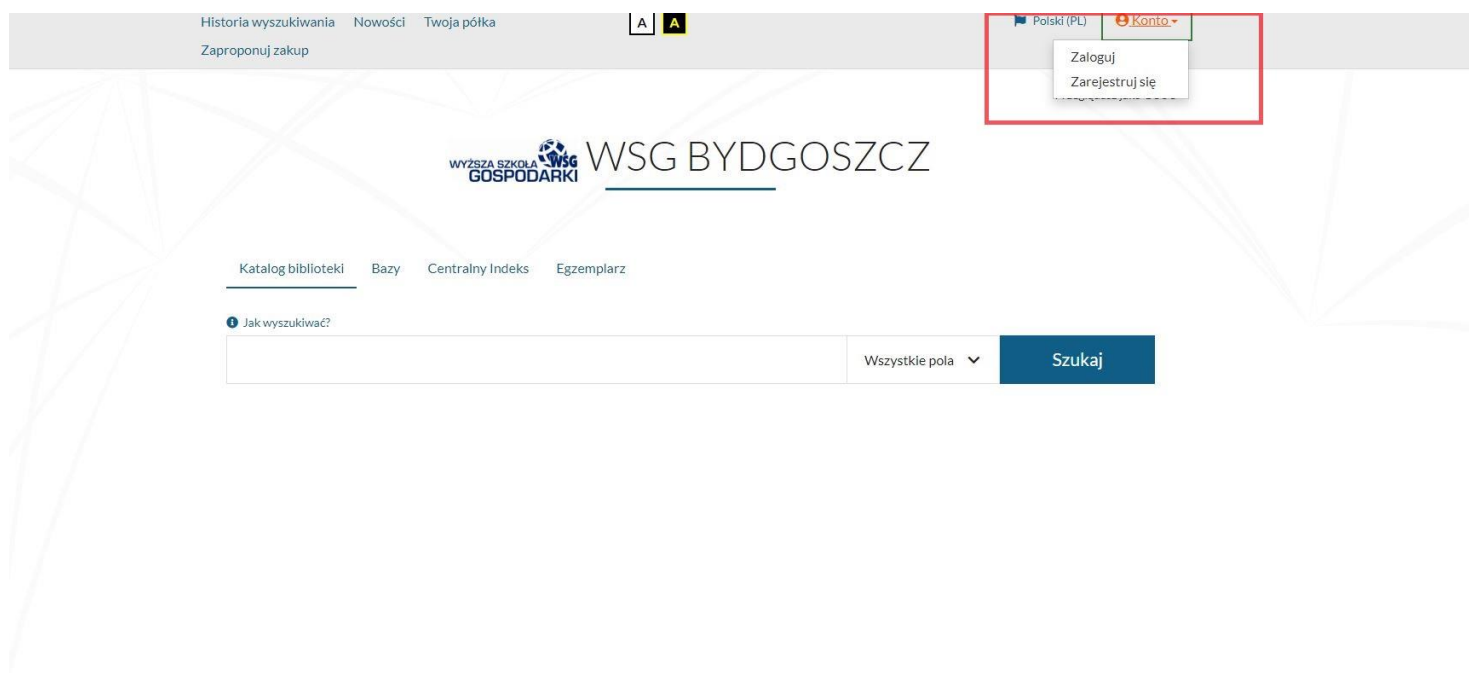 Historia wyszukiwania Nowości Twoja półka A A Polski (PL) Konto
Zaproponuj zakup
Zaloguj
Zarejestruj się
WYŻSZA SZKOŁA WSG WSG BYDGOSZCZ
GOSPODARKI
Katalog biblioteki Bazy Centralny Indeks Egzemplarz
Jak wyszukiwać?
Wszystkie pola Szukaj